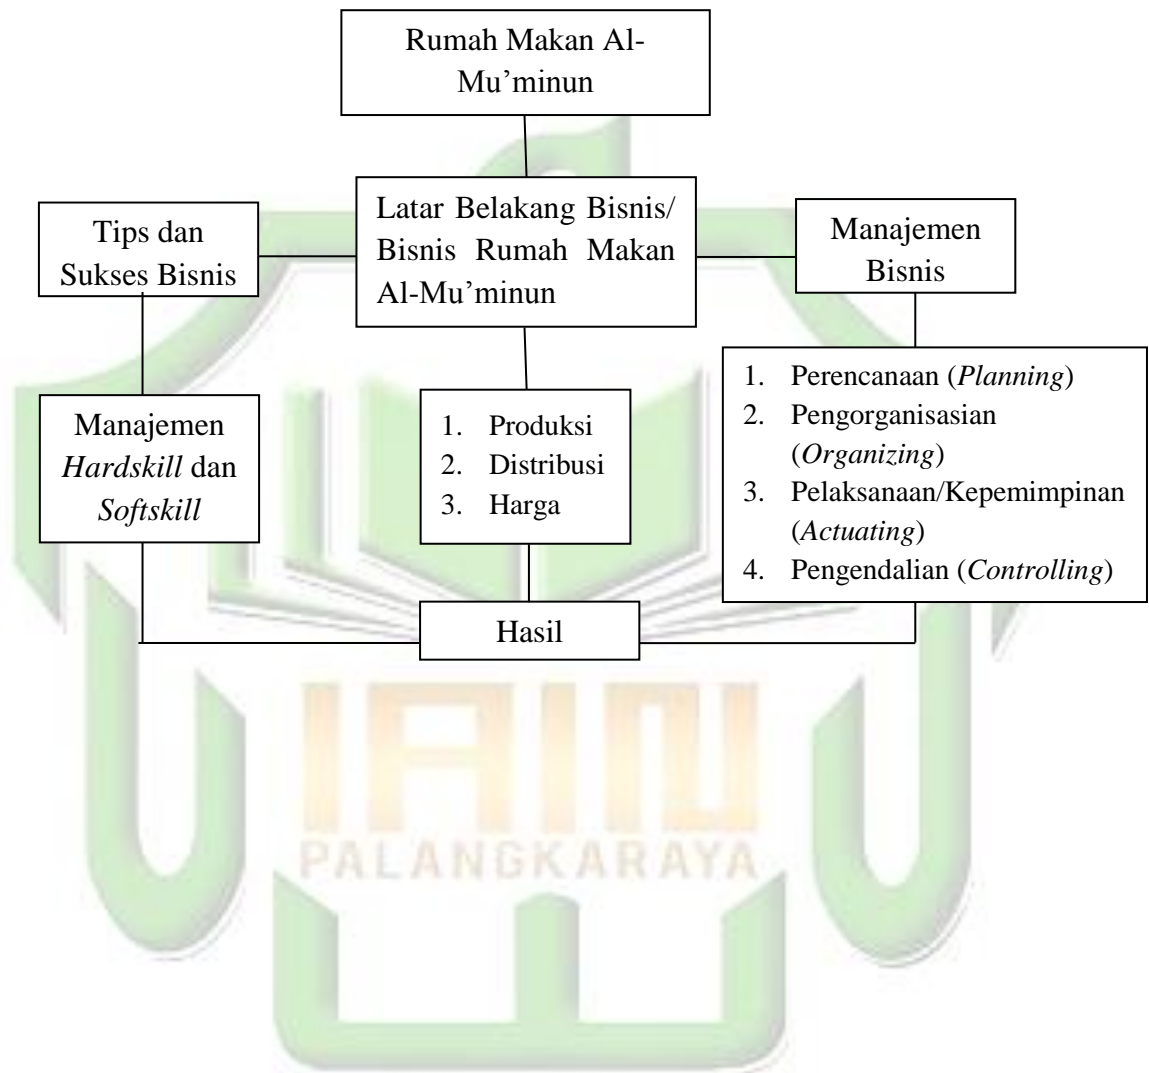 Rumah Makan Al-
Mu’minun
Tips dan
Sukses Bisnis
Latar Belakang Bisnis/
Bisnis Rumah Makan
Al-Mu’minun
Manajemen
Bisnis
Manajemen
Hardskill dan
Softskill
1. Produksi
2. Distribusi
3. Harga
1. Perencanaan (Planning)
2. Pengorganisasian
(Organizing)
3. Pelaksanaan/Kepemimpinan
(Actuating)
4. Pengendalian (Controlling)
Hasil
IAIN
PALANGKARAYA